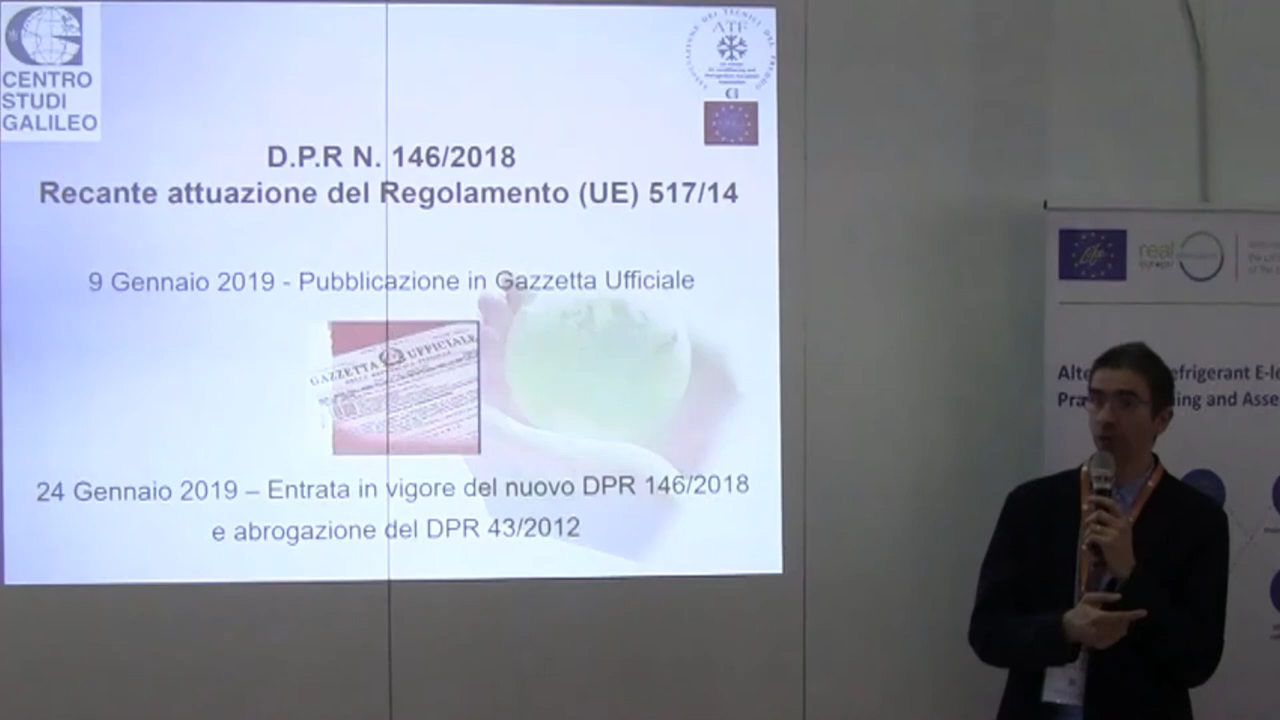 CENTRO
STUDI
GALILEO
ATF
D.P.R N. 146/2018
Recante attuazione del Regolamento (UE) 517/14
9 Gennaio 2019 - Pubblicazione in Gazzetta Ufficiale
GAZZETTA UFFICIALE
24 Gennaio 2019 – Entrata in vigore del nuovo DPR 146/2018
e abrogazione del DPR 43/2012
Life
real
Alte efrigerant E-le
Pra ing and Asse